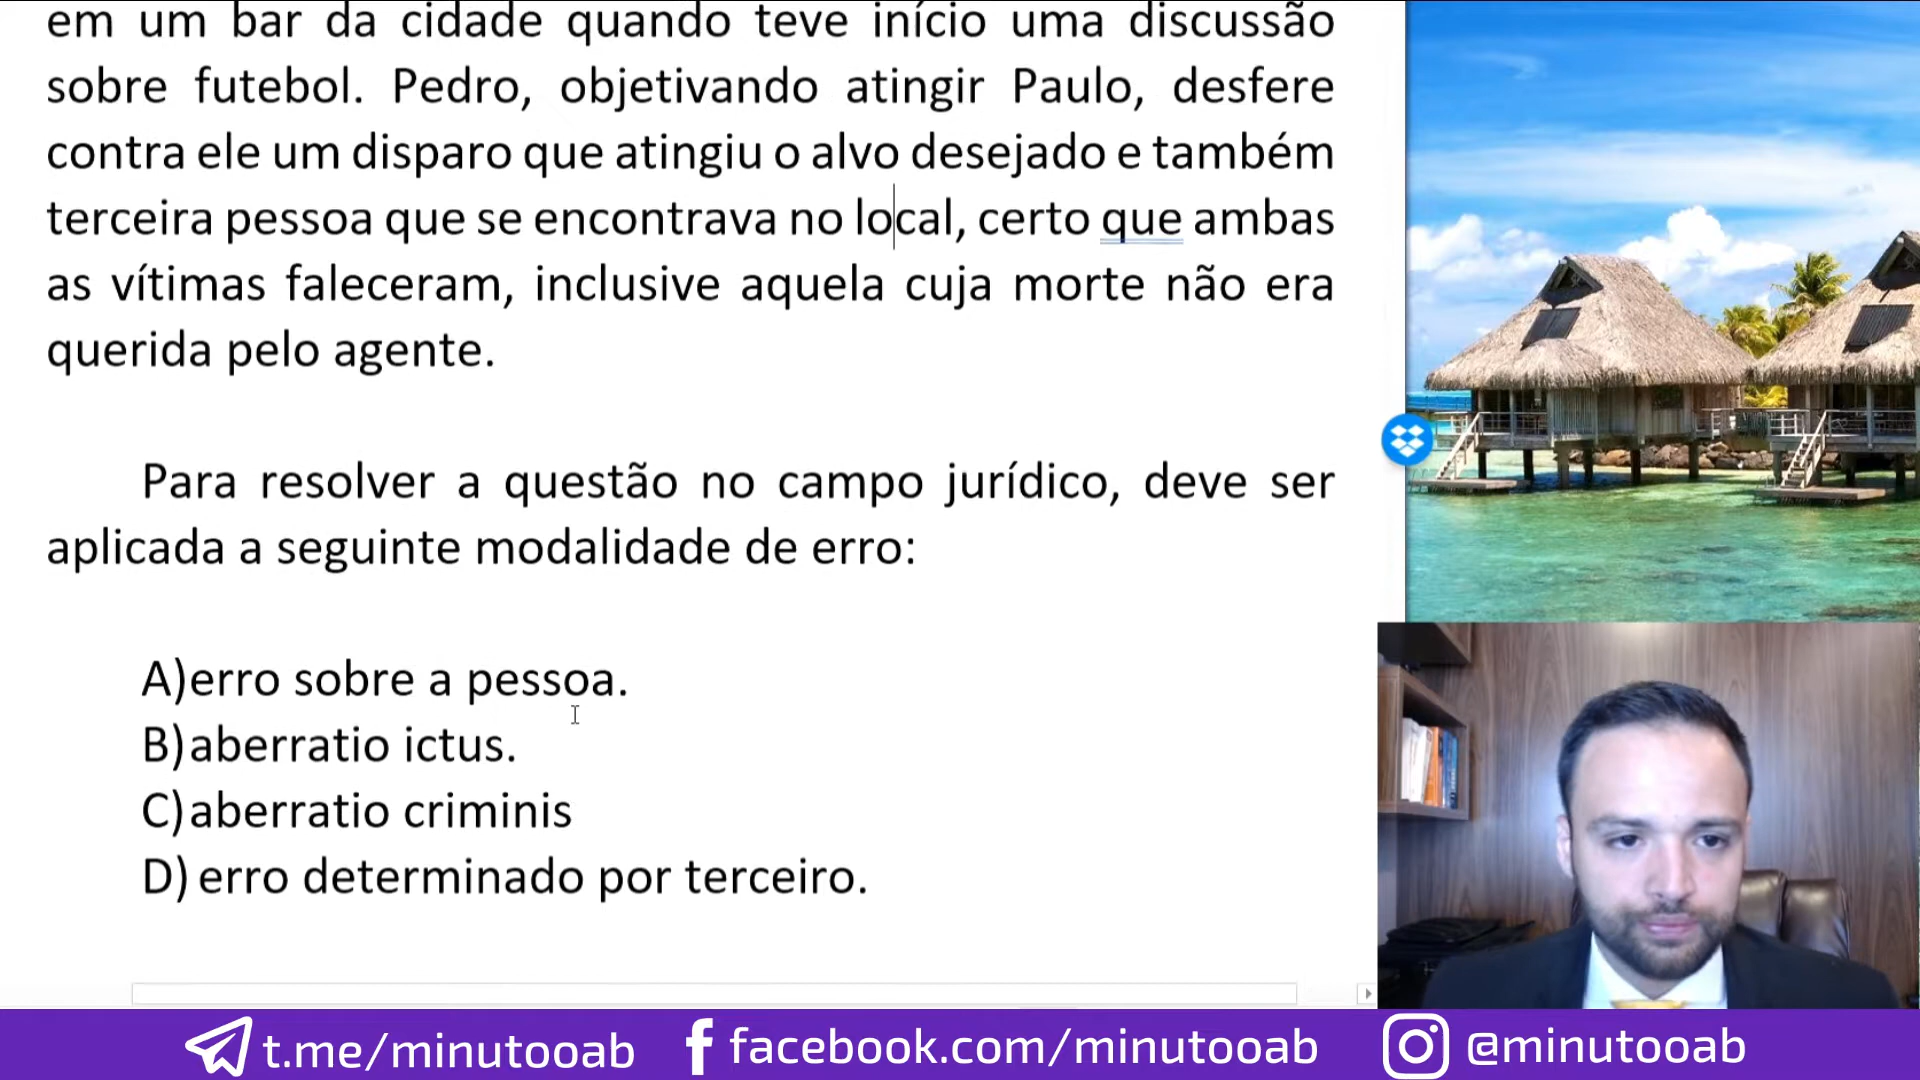 em um bar da cidade quando teve início uma discussão
sobre futebol. Pedro, objetivando atingir Paulo, desfere
contra ele um disparo que atingiu o alvo desejado e também
terceira pessoa que se encontrava no local, certo que ambas
as vítimas faleceram, inclusive aquela cuja morte não era
querida pelo agente.
Para resolver a questão no campo jurídico, deve ser
aplicada a seguinte modalidade de erro:
A) erro sobre a pessoa.
B) aberratio ictus.
C) aberratio criminis
D) erro determinado por terceiro.
t.me/minutooab
facebook.com/minutooab
@minutooab